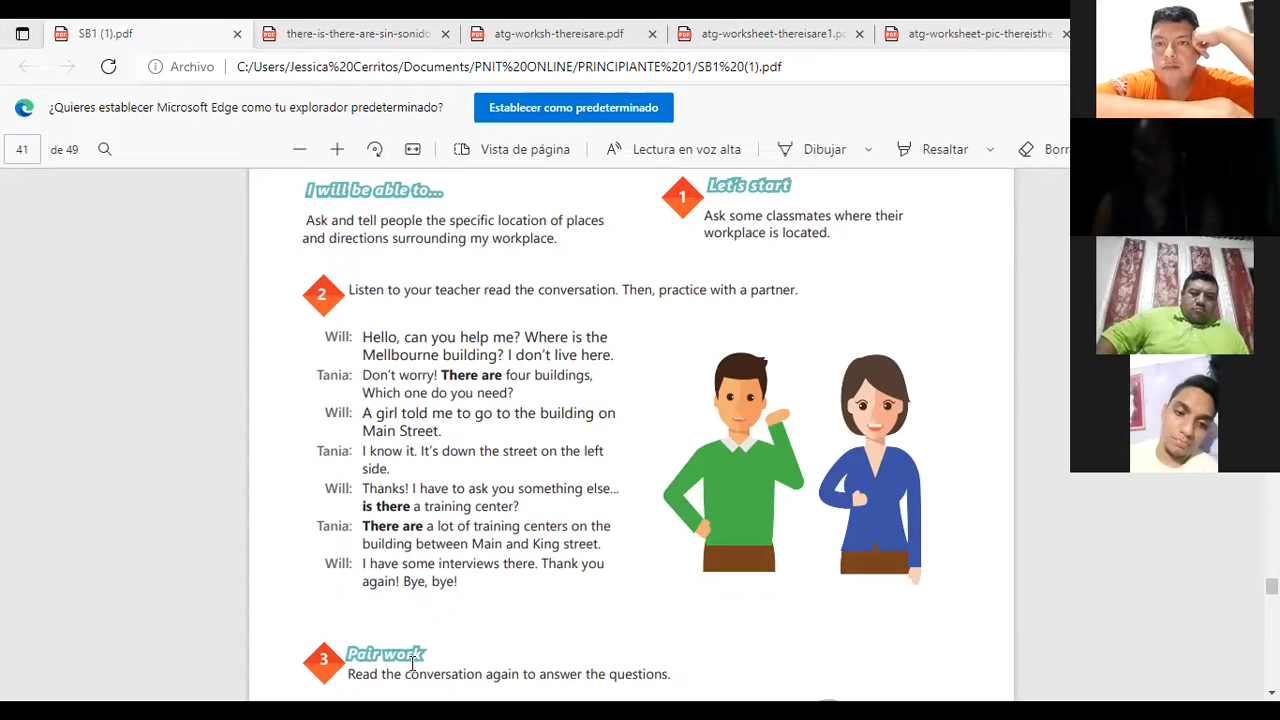 SB1 (1).pdf
there-is-there-are-sin-sonido
atg-worksh-thereisare.pdf
atg-worksheet-thereisare1.p
atg-worksheet-pic-thereisthe
Archivo
C:/Users/Jessica%20Cerritos/Documents/PNIT%20ONLINE/PRINCIPIANTE%201/SB1%20(1).pdf
¿Quieres establecer Microsoft Edge como tu explorador predeterminado?
Establecer como predeterminado
41
de 49
Vista de página
Lectura en voz alta
Dibujar
Resaltar
Borr
I will be able to...
Ask and tell people the specific location of places
and directions surrounding my workplace.
1
Let's start
Ask some classmates where their
workplace is located.
2
Listen to your teacher read the conversation. Then, practice with a partner.
Will: Hello, can you help me? Where is the
Mellbourne building? I don't live here.
Tania: Don't worry! There are four buildings,
Which one do you need?
Will: A girl told me to go to the building on
Main Street.
Tania: I know it. It's down the street on the left
side.
Will: Thanks! I have to ask you something else...
is there a training center?
Tania: There are a lot of training centers on the
building between Main and King street.
Will: I have some interviews there. Thank you
again! Bye, bye!
3
Pair work
Read the conversation again to answer the questions.